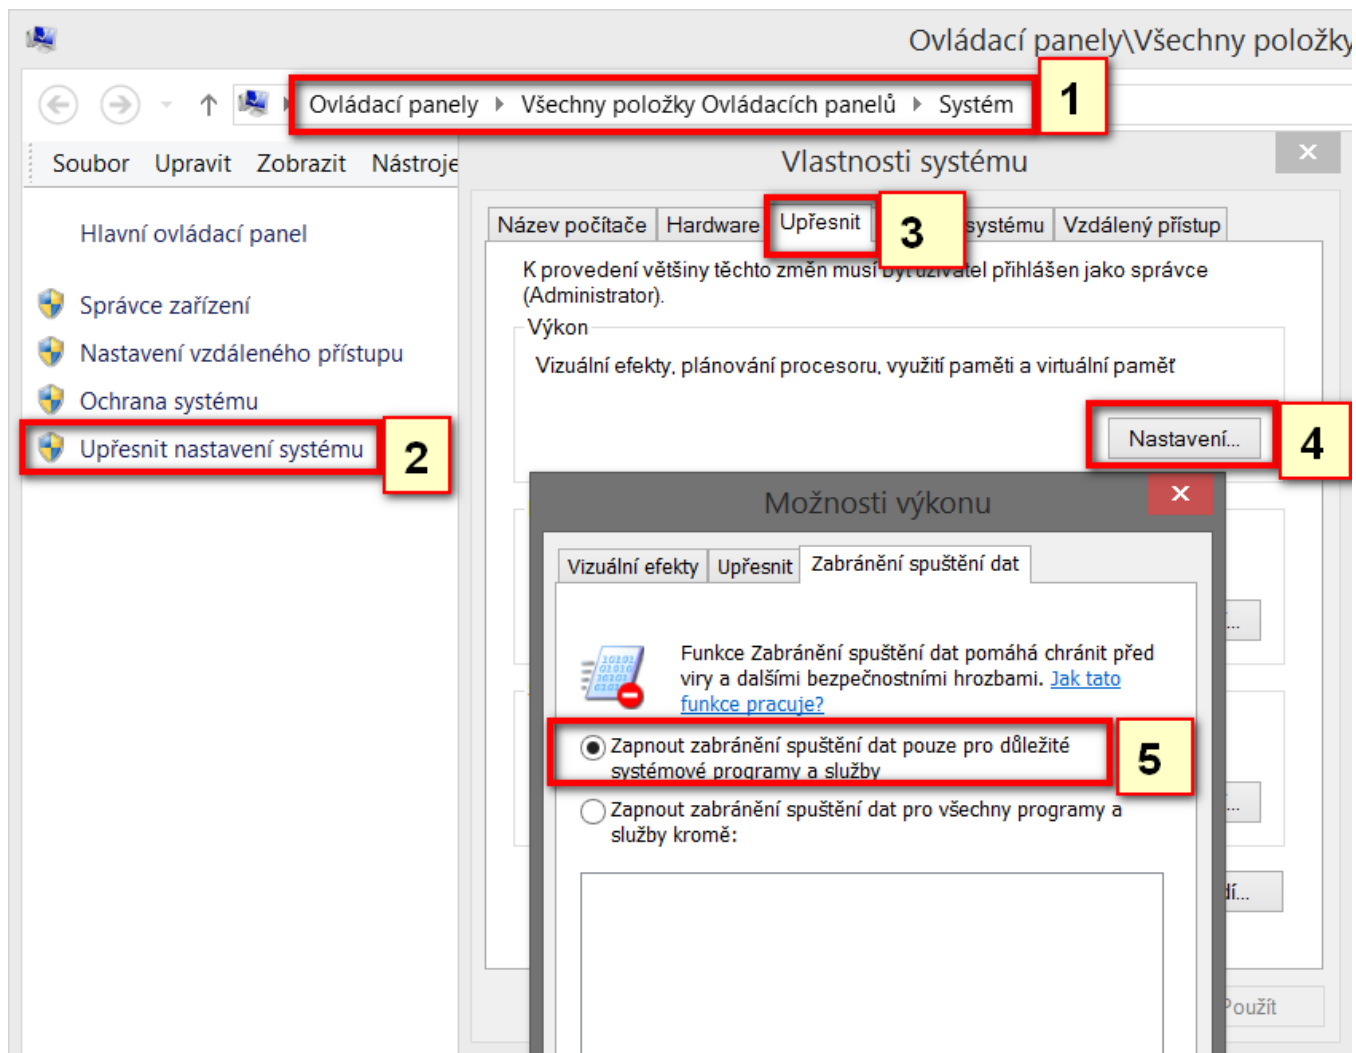 Ovládací panely\Všechny položky
Ovládací panely Všechny položky Ovládacích panelů Systém
1
Soubor Upravit Zobrazit Nástroje
Hlavní ovládací panel
Správce zařízení
Nastavení vzdáleného přístupu
Ochrana systému
Upřesnit nastavení systému
2
Vlastnosti systému
Název počítače Hardware Upřesnit systému Vzdálený přístup
3
K provedení většiny těchto změn musí být uživatel přihlášen jako správce
(Administrator).
Výkon
Vizuální efekty, plánování procesoru, využití paměti a virtuální paměť
Nastavení...
4
Možnosti výkonu
Vizuální efekty Upřesnit Zabránění spuštění dat
Funkce Zabránění spuštění dat pomáhá chránit před
viry a dalšími bezpečnostními hrozbami. Jak tato
funkce pracuje?
Zapnout zabránění spuštění dat pouze pro důležité
systémové programy a služby
5
Zapnout zabránění spuštění dat pro všechny programy a
služby kromě:
Použít